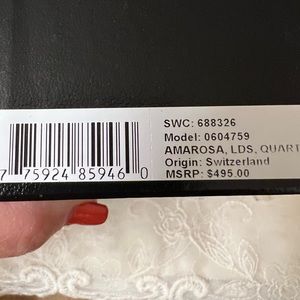 SWC: 688326
Model: 0604759
AMAROSA, LDS, QUART
Origin: Switzerland
MSRP: $495.00
7 75924 85946 0